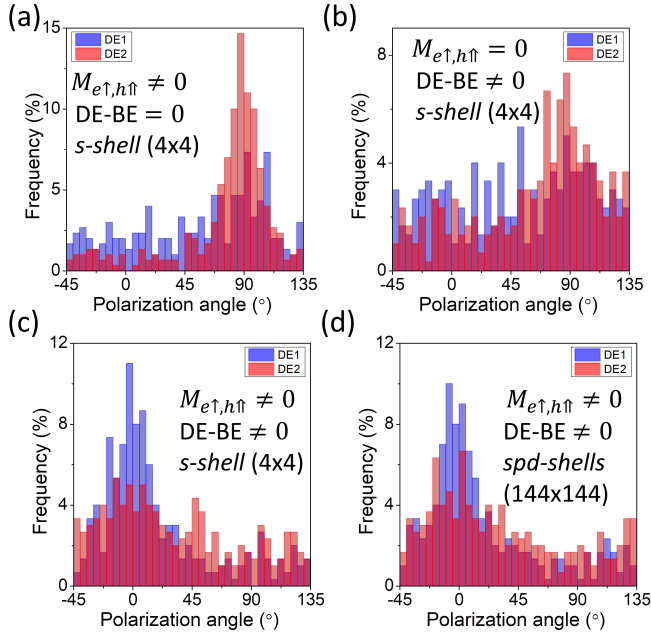 (a)
15
10
5
0
Frequency (%)
DE1
DE2
M_{e↑,h⇑} ≠ 0
DE-BE = 0
s-shell (4x4)
-45 0 45 90 135
Polarization angle (°)
(b)
8
4
0
Frequency (%)
DE1
DE2
M_{e↑,h⇑} = 0
DE-BE ≠ 0
s-shell (4x4)
-45 0 45 90 135
Polarization angle (°)
(c)
12
8
4
0
Frequency (%)
DE1
DE2
M_{e↑,h⇑} ≠ 0
DE-BE ≠ 0
s-shell (4x4)
-45 0 45 90 135
Polarization angle (°)
(d)
12
8
4
0
Frequency (%)
DE1
DE2
M_{e↑,h⇑} ≠ 0
DE-BE ≠ 0
spd-shells
(144x144)
-45 0 45 90 135
Polarization angle (°)